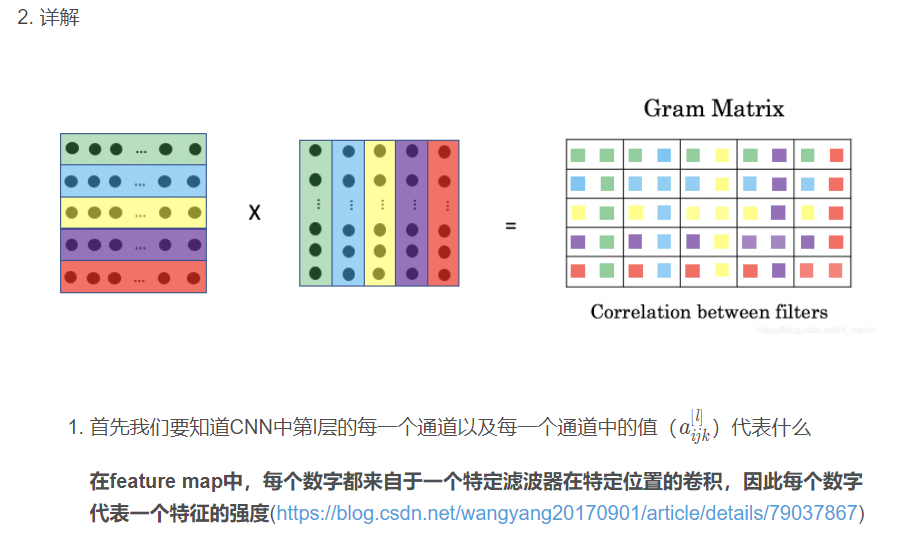 2. 详解
Gram Matrix
... X ⋮ ⋮ ⋮ ⋮ ⋮ =
...
...
...
...
Correlation between filters
1. 首先我们要知道CNN中第l层的每一个通道以及每一个通道中的值（a_{ijk}^{[l]}）代表什么
在feature map中，每个数字都来自于一个特定滤波器在特定位置的卷积，因此每个数字
代表一个特征的强度(https://blog.csdn.net/wangyang20170901/article/details/79037867)